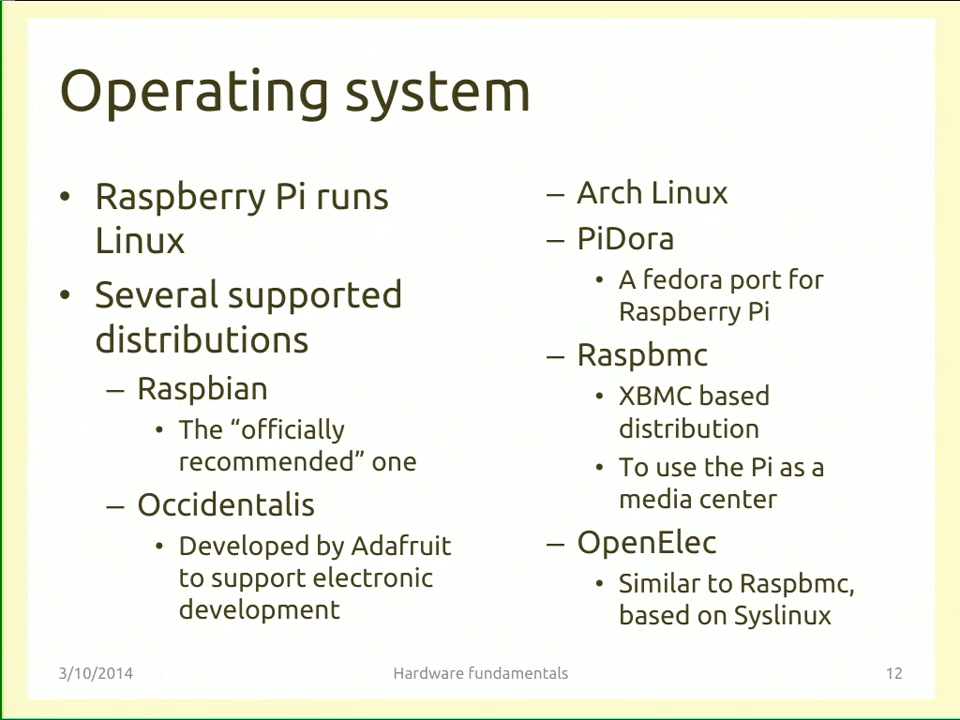 Operating system
• Raspberry Pi runs
Linux
• Several supported
distributions
– Raspbian
• The “officially
recommended” one
– Occidentalis
• Developed by Adafruit
to support electronic
development
– Arch Linux
– PiDora
• A fedora port for
Raspberry Pi
– Raspbmc
• XBMC based
distribution
• To use the Pi as a
media center
– OpenElec
• Similar to Raspbmc,
based on Syslinux
3/10/2014
Hardware fundamentals
12